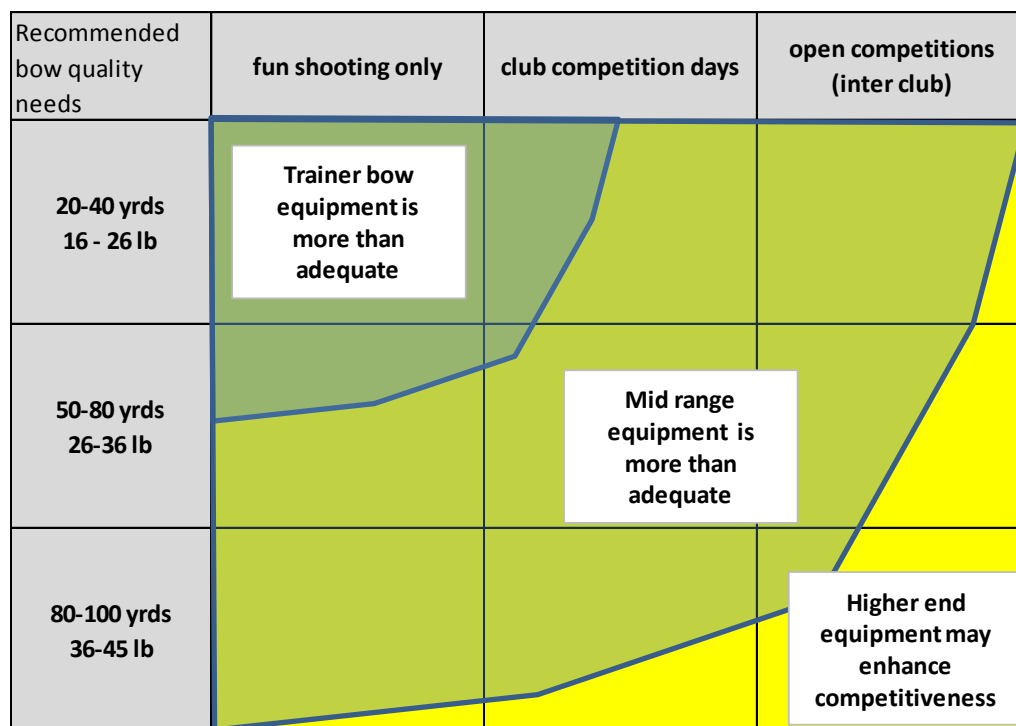 Recommended
bow quality
needs
fun shooting only
club competition days
open competitions
(inter club)
20-40 yrds
16 - 26 lb
Trainer bow
equipment is
more than
adequate
50-80 yrds
26-36 lb
Mid range
equipment is
more than
adequate
80-100 yrds
36-45 lb
Higher end
equipment may
enhance
competitiveness